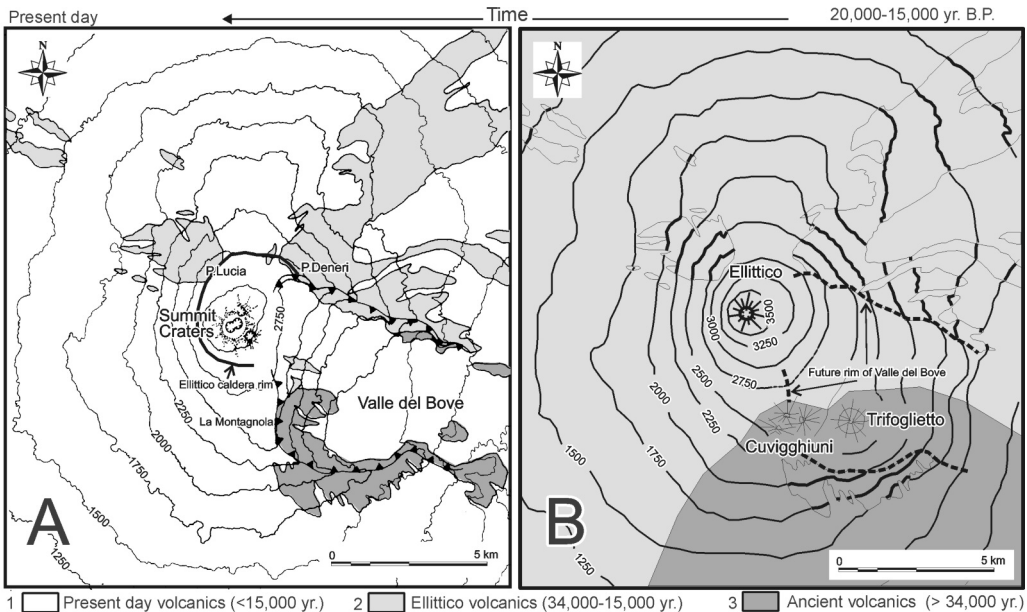 Present day
Time
20,000-15,000 yr. B.P.
N
P.Lucia
P.Deneri
Summit
Craters
2750
Ellittico caldera rim
Valle del Bove
La Montagnola
2250
2000
1750
1500
1250
A
0 5 km
N
Ellittico
3500
3000
3250
2750
2500
Future rim of Valle del Bove
2000
2250
Trifoglietto
Cuvigghiuni
1500
1750
1500
1250
B
0 5 km
1 Present day volcanics (<15,000 yr.) 2 Ellittico volcanics (34,000-15,000 yr.) 3 Ancient volcanics (> 34,000 yr.)